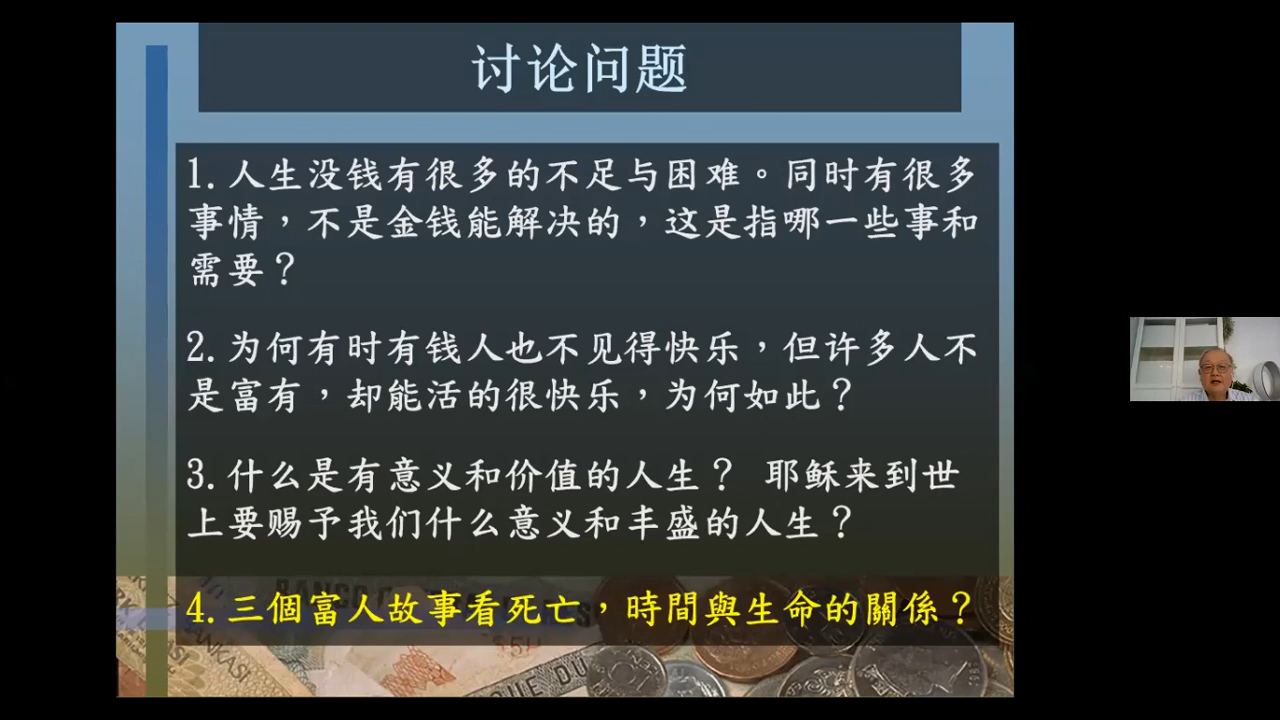 讨论问题
1.人生没钱有很多的不足与困难。同时有很多
事情，不是金钱能解决的，这是指哪一些事和
需要？
2.为何有时有钱人也不见得快乐，但许多人不
是富有，却能活的很快乐，为何如此？
3.什么是有意义和价值的人生？ 耶稣来到世
上要赐予我们什么意义和丰盛的人生？
4.三個富人故事看死亡，時間與生命的關係？